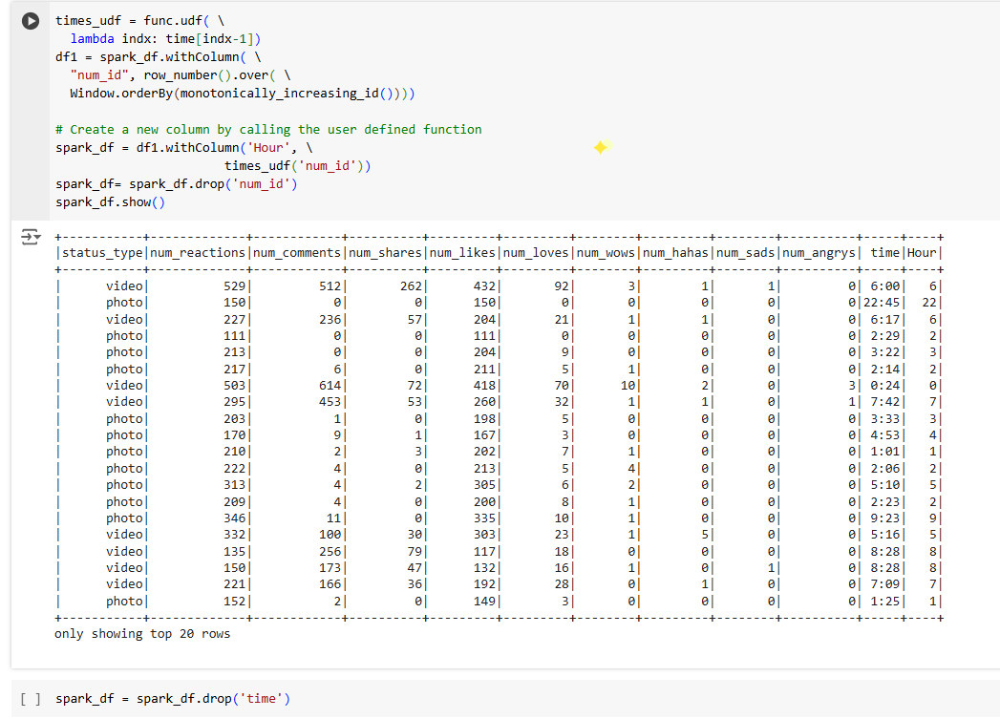 times_udf = func.udf( \
  lambda indx: time[indx-1])
df1 = spark_df.withColumn( \
  "num_id", row_number().over( \
  Window.orderBy(monotonically_increasing_id())))

# Create a new column by calling the user defined function
spark_df = df1.withColumn('Hour', \
                       times_udf('num_id'))
spark_df= spark_df.drop('num_id')
spark_df.show()
+-----------+-------------+------------+----------+---------+---------+--------+---------+--------+----------+-----+----+
|status_type|num_reactions|num_comments|num_shares|num_likes|num_loves|num_wows|num_hahas|num_sads|num_angrys| time|Hour|
+-----------+-------------+------------+----------+---------+---------+--------+---------+--------+----------+-----+----+
|      video|          529|         512|       262|      432|       92|       3|        1|       1|         0| 6:00|   6|
|      photo|          150|           0|         0|      150|        0|       0|        0|       0|         0|22:45|  22|
|      video|          227|         236|        57|      204|       21|       1|        1|       0|         0| 6:17|   6|
|      photo|          111|           0|         0|      111|        0|       0|        0|       0|         0| 2:29|   2|
|      photo|          213|           0|         0|      204|        9|       0|        0|       0|         0| 3:22|   3|
|      photo|          217|           6|         0|      211|        5|       1|        0|       0|         0| 2:14|   2|
|      video|          503|         614|        72|      418|       70|      10|        2|       0|         3| 0:24|   0|
|      video|          295|         453|        53|      260|       32|       1|        1|       0|         1| 7:42|   7|
|      photo|          203|           1|         0|      198|        5|       0|        0|       0|         0| 3:33|   3|
|      photo|          170|           9|         1|      167|        3|       0|        0|       0|         0| 4:53|   4|
|      photo|          210|           2|         3|      202|        7|       1|        0|       0|         0| 1:01|   1|
|      photo|          222|           4|         0|      213|        5|       4|        0|       0|         0| 2:06|   2|
|      photo|          313|           4|         2|      305|        6|       2|        0|       0|         0| 5:10|   5|
|      photo|          209|           4|         0|      200|        8|       1|        0|       0|         0| 2:23|   2|
|      photo|          346|          11|         0|      335|       10|       1|        0|       0|         0| 9:23|   9|
|      video|          332|         100|        30|      303|       23|       1|        5|       0|         0| 5:16|   5|
|      video|          135|         256|        79|      117|       18|       0|        0|       0|         0| 8:28|   8|
|      video|          150|         173|        47|      132|       16|       1|        0|       1|         0| 8:28|   8|
|      video|          221|         166|        36|      192|       28|       0|        1|       0|         0| 7:09|   7|
|      photo|          152|           2|         0|      149|        3|       0|        0|       0|         0| 1:25|   1|
+-----------+-------------+------------+----------+---------+---------+--------+---------+--------+----------+-----+----+
only showing top 20 rows
[ ] spark_df = spark_df.drop('time')